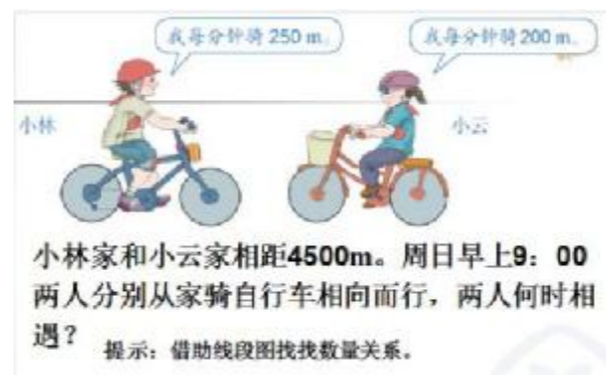 我每分钟骑250 m。
我每分钟骑200 m。
小林
小云
小林家和小云家相距4500m。周日早上9：00
两人分别从家骑自行车相向而行，两人何时相
遇？
提示：借助线段图找找数量关系。